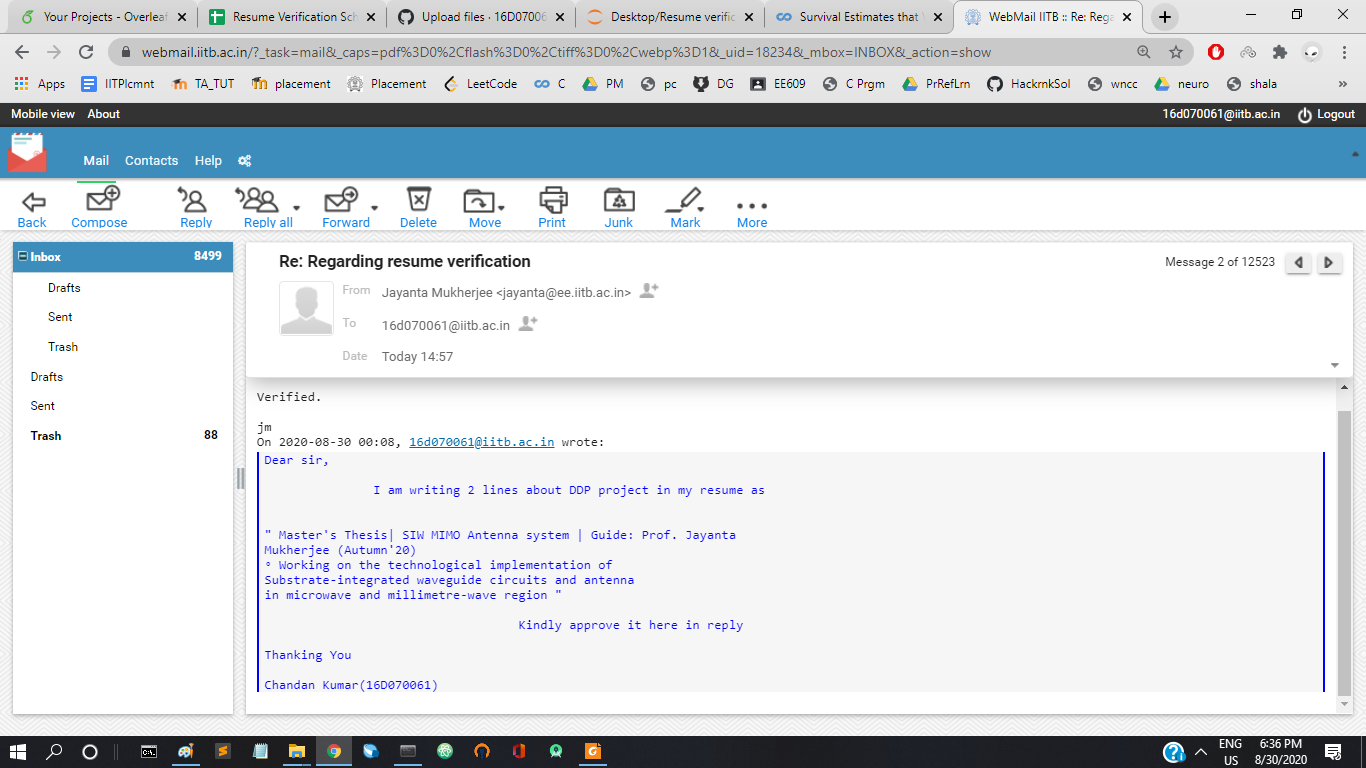 Your Projects - Overleaf
Resume Verification Sch
Upload files · 16D07006
Desktop/Resume verific
Survival Estimates that
WebMail IITB :: Re: Rega
webmail.iitb.ac.in/?_task=mail&_caps=pdf%3D0%2Cflash%3D0%2Ctiff%3D0%2Cwebp%3D1&_uid=18234&_mbox=INBOX&_action=show
Apps IITPlcmnt TA_TUT placement Placement LeetCode C PM pc DG EE609 C Prgm PrRefLrn HackrnkSol wncc neuro shala »
Mobile view About 16d070061@iitb.ac.in Logout
Mail Contacts Help
Back Compose Reply Reply all Forward Delete Move Print Junk Mark More
Inbox 8499
Drafts
Sent
Trash
Drafts
Sent
Trash 88
Re: Regarding resume verification
Message 2 of 12523
From Jayanta Mukherjee <jayanta@ee.iitb.ac.in>
To 16d070061@iitb.ac.in
Date Today 14:57
Verified.
jm
On 2020-08-30 00:08, 16d070061@iitb.ac.in wrote:
Dear sir,
I am writing 2 lines about DDP project in my resume as
" Master's Thesis| SIW MIMO Antenna system | Guide: Prof. Jayanta
Mukherjee (Autumn'20)
◦ Working on the technological implementation of
Substrate-integrated waveguide circuits and antenna
in microwave and millimetre-wave region "
Kindly approve it here in reply
Thanking You
Chandan Kumar(16D070061)
ENG
US
6:36 PM
8/30/2020